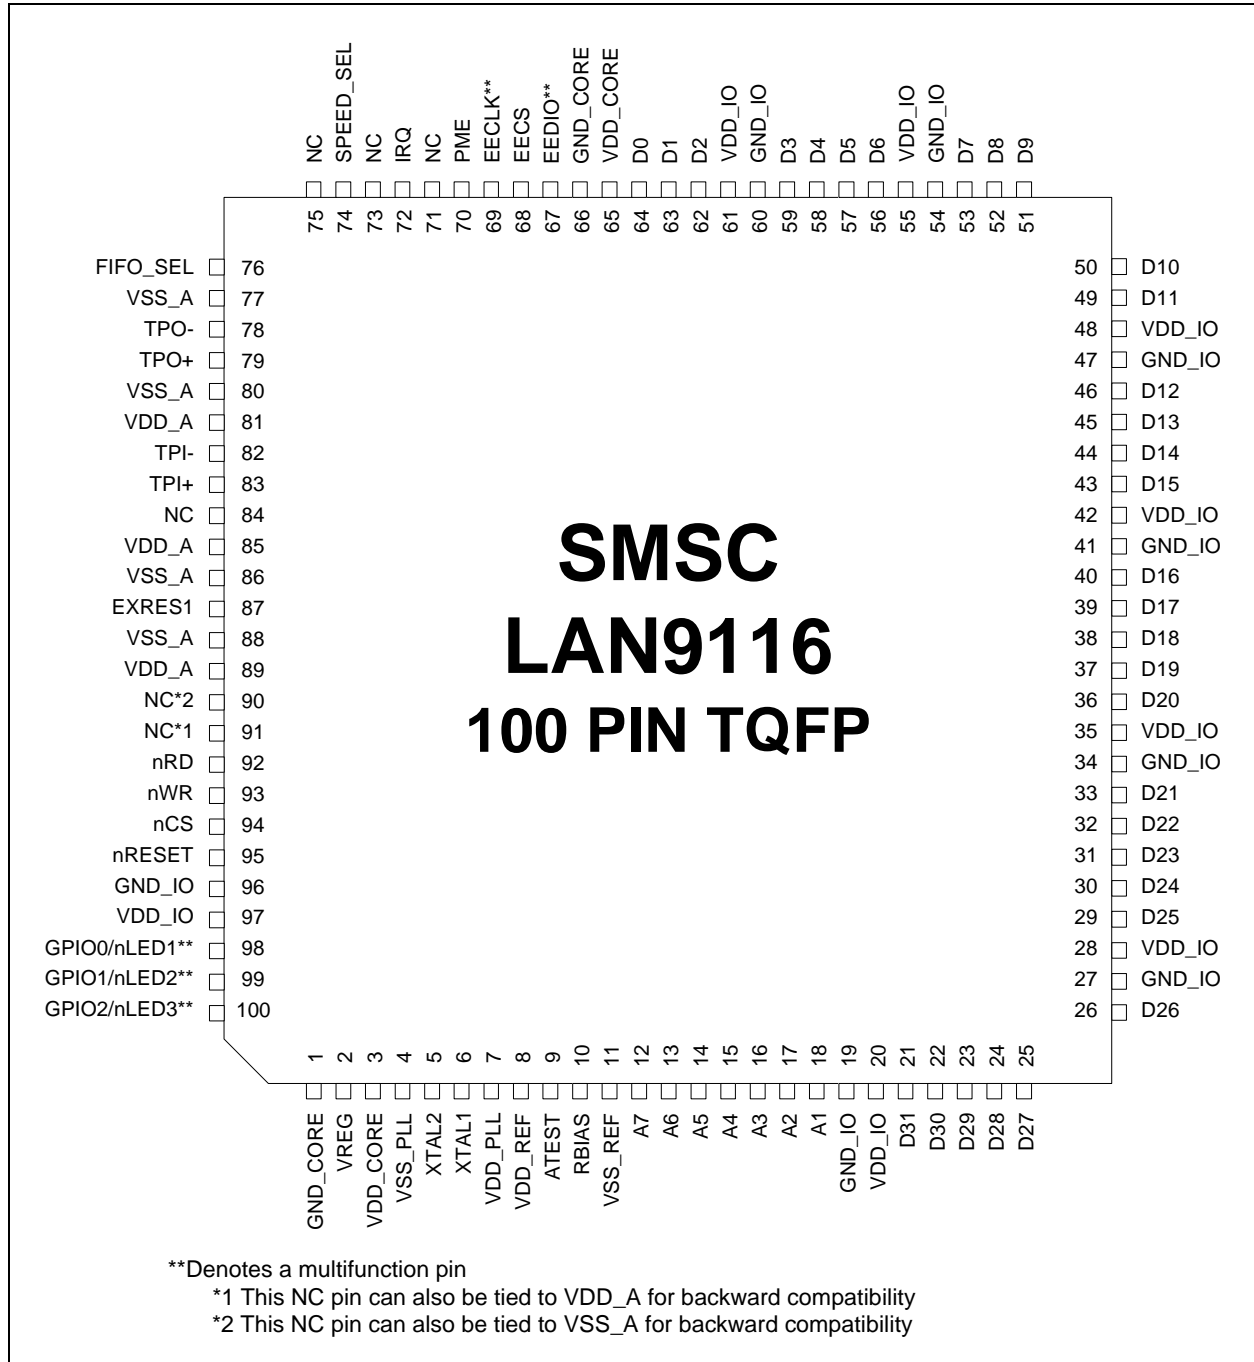 NC
SPEED_SEL
NC
IRQ
NC
PME
EECLK**
EECS
EEDIO**
GND_CORE
VDD_CORE
D0
D1
D2
VDD_IO
GND_IO
D3
D4
D5
D6
VDD_IO
GND_IO
D7
D8
D9
75
74
73
72
71
70
69
68
67
66
65
64
63
62
61
60
59
58
57
56
55
54
53
52
51
FIFO_SEL 76
VSS_A 77
TPO- 78
TPO+ 79
VSS_A 80
VDD_A 81
TPI- 82
TPI+ 83
NC 84
VDD_A 85
VSS_A 86
EXRES1 87
VSS_A 88
VDD_A 89
NC*2 90
NC*1 91
nRD 92
nWR 93
nCS 94
nRESET 95
GND_IO 96
VDD_IO 97
GPIO0/nLED1** 98
GPIO1/nLED2** 99
GPIO2/nLED3** 100
SMSC
LAN9116
100 PIN TQFP
50 D10
49 D11
48 VDD_IO
47 GND_IO
46 D12
45 D13
44 D14
43 D15
42 VDD_IO
41 GND_IO
40 D16
39 D17
38 D18
37 D19
36 D20
35 VDD_IO
34 GND_IO
33 D21
32 D22
31 D23
30 D24
29 D25
28 VDD_IO
27 GND_IO
26 D26
1
2
3
4
5
6
7
8
9
10
11
12
13
14
15
16
17
18
19
20
21
22
23
24
25
GND_CORE
VREG
VDD_CORE
VSS_PLL
XTAL2
XTAL1
VDD_PLL
VDD_REF
ATEST
RBIAS
VSS_REF
A7
A6
A5
A4
A3
A2
A1
GND_IO
VDD_IO
D31
D30
D29
D28
D27
**Denotes a multifunction pin
*1 This NC pin can also be tied to VDD_A for backward compatibility
*2 This NC pin can also be tied to VSS_A for backward compatibility